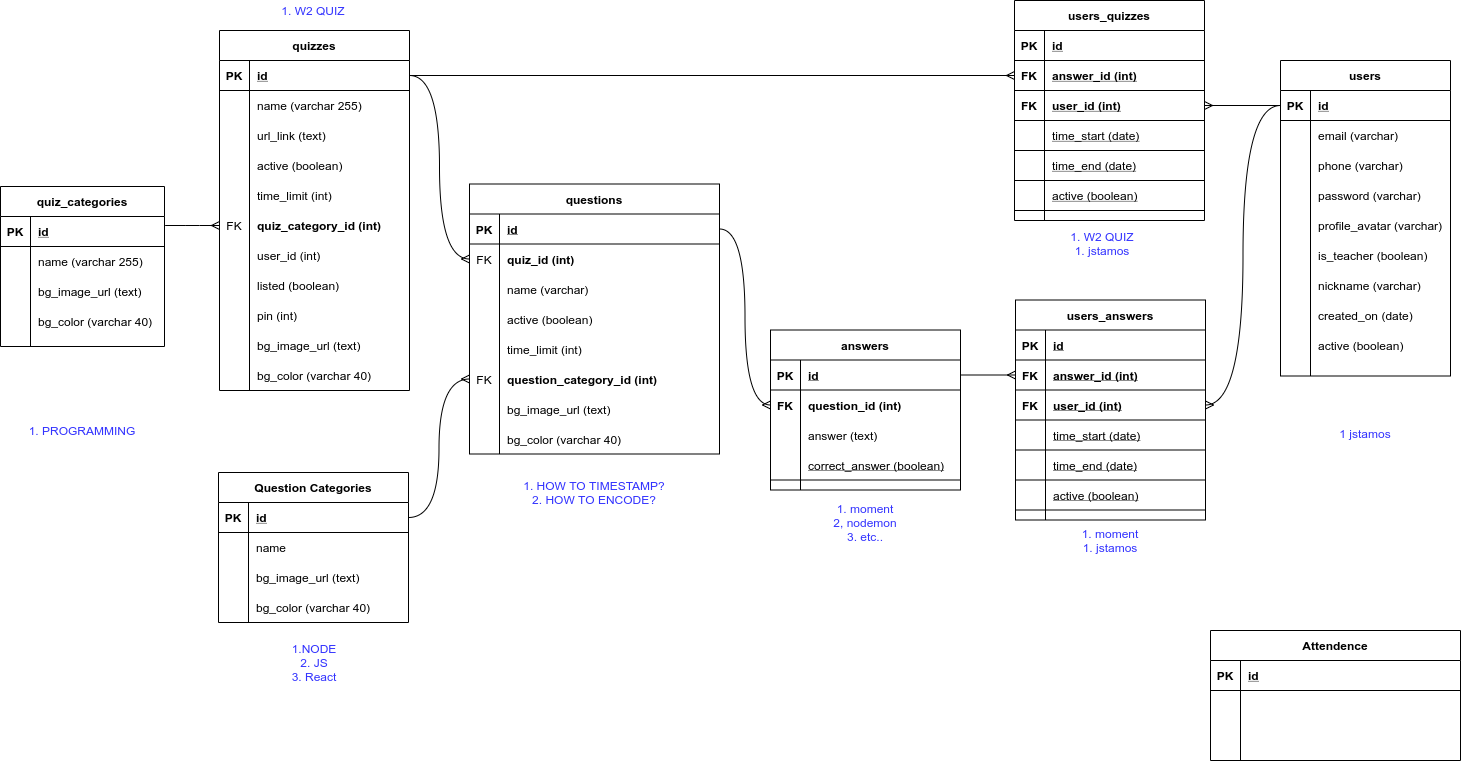 1. W2 QUIZ
quizzes
PK id
name (varchar 255)
url_link (text)
active (boolean)
time_limit (int)
FK quiz_category_id (int)
user_id (int)
listed (boolean)
pin (int)
bg_image_url (text)
bg_color (varchar 40)
quiz_categories
PK id
name (varchar 255)
bg_image_url (text)
bg_color (varchar 40)
1. PROGRAMMING
Question Categories
PK id
name
bg_image_url (text)
bg_color (varchar 40)
1.NODE
2. JS
3. React
questions
PK id
FK quiz_id (int)
name (varchar)
active (boolean)
time_limit (int)
FK question_category_id (int)
bg_image_url (text)
bg_color (varchar 40)
1. HOW TO TIMESTAMP?
2. HOW TO ENCODE?
answers
PK id
FK question_id (int)
answer (text)
correct_answer (boolean)
1. moment
2, nodemon
3. etc..
users_quizzes
PK id
FK answer_id (int)
FK user_id (int)
time_start (date)
time_end (date)
active (boolean)
1. W2 QUIZ
1. jstamos
users_answers
PK id
FK answer_id (int)
FK user_id (int)
time_start (date)
time_end (date)
active (boolean)
1. moment
1. jstamos
users
PK id
email (varchar)
phone (varchar)
password (varchar)
profile_avatar (varchar)
is_teacher (boolean)
nickname (varchar)
created_on (date)
active (boolean)
1 jstamos
Attendence
PK id